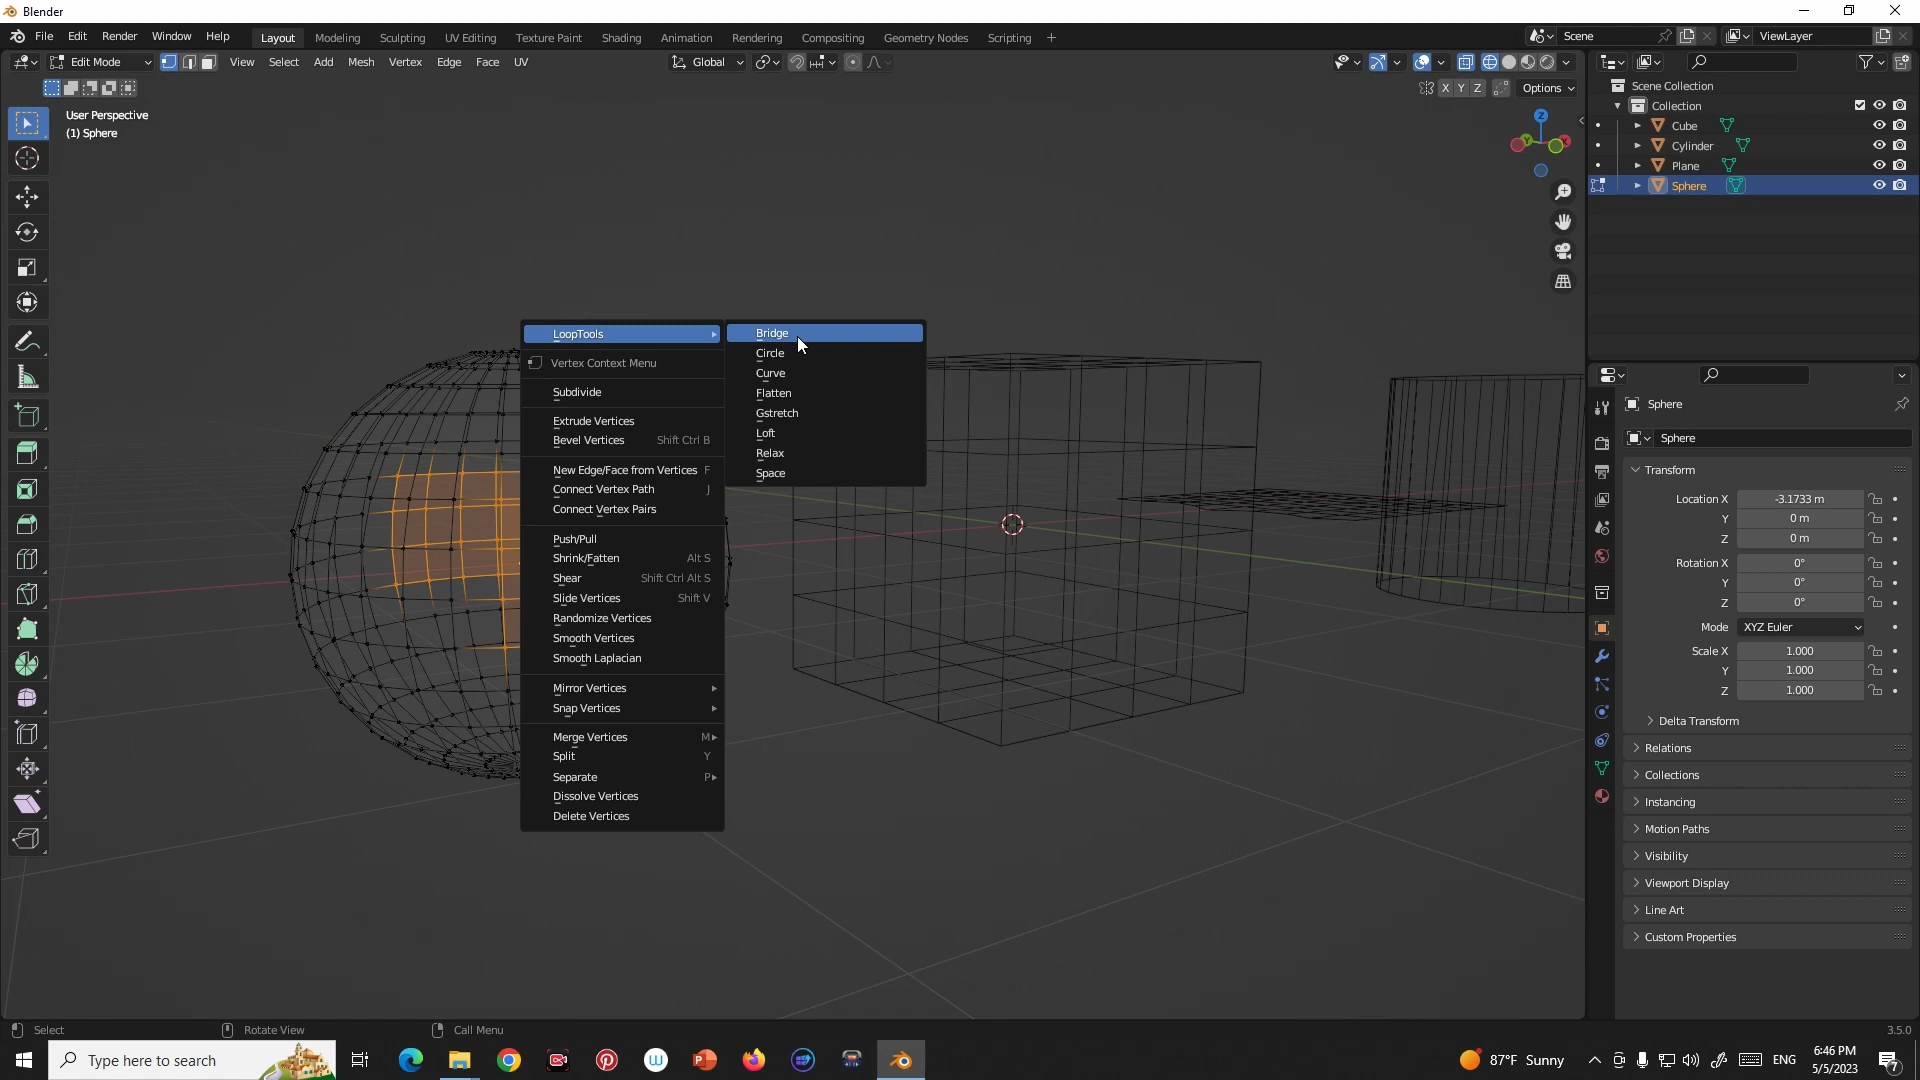 Blender
File Edit Render Window Help Layout Modeling Sculpting UV Editing Texture Paint Shading Animation Rendering Compositing Geometry Nodes Scripting + Scene ViewLayer
Edit Mode View Select Add Mesh Vertex Edge Face UV Global
X Y Z Options
User Perspective
(1) Sphere
Z
Y X
Scene Collection
Collection
Cube
Cylinder
Plane
Sphere
LoopTools
Vertex Context Menu
Subdivide
Extrude Vertices
Bevel Vertices Shift Ctrl B
New Edge/Face from Vertices F
Connect Vertex Path J
Connect Vertex Pairs
Push/Pull
Shrink/Fatten Alt S
Shear Shift Ctrl Alt S
Slide Vertices Shift V
Randomize Vertices
Smooth Vertices
Smooth Laplacian
Mirror Vertices
Snap Vertices
Merge Vertices M
Split Y
Separate P
Dissolve Vertices
Delete Vertices
Bridge
Circle
Curve
Flatten
Gstretch
Loft
Relax
Space
Sphere
Sphere
Transform
Location X -3.1733 m
Y 0 m
Z 0 m
Rotation X 0°
Y 0°
Z 0°
Mode XYZ Euler
Scale X 1.000
Y 1.000
Z 1.000
Delta Transform
Relations
Collections
Instancing
Motion Paths
Visibility
Viewport Display
Line Art
Custom Properties
Select Rotate View Call Menu 3.5.0
Type here to search 87°F Sunny ENG 6:46 PM
5/5/2023
7